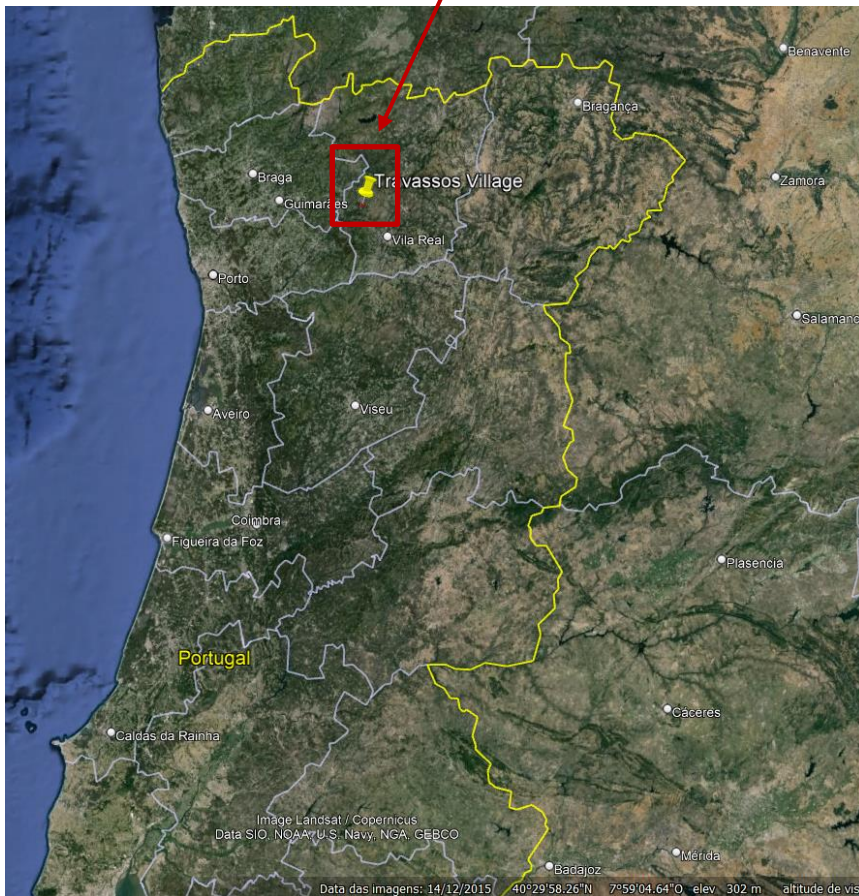 Benavente
Bragança
Braga
Travassos Village
Zamora
Guimarães
Vila Real
Porto
Salamanc
Aveiro
Viseu
Coimbra
Figueira da Foz
Plasencia
Portugal
Cáceres
Caldas da Rainha
Image Landsat / Copernicus
Data SIO, NOAA, U.S. Navy, NGA, GEBCO
Mérida
Badajoz
Data das imagens: 14/12/2015 40°29'58.26"N 7°59'04.64"O elev 302 m altitude de vis